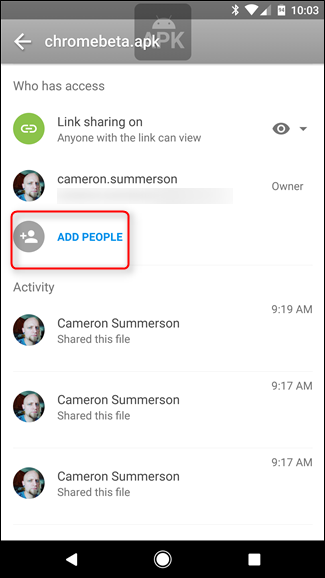 10:03
chromebeta.apk
APK
Who has access
Link sharing on
Anyone with the link can view
cameron.summerson
Owner
ADD PEOPLE
Activity
9:19 AM
Cameron Summerson
Shared this file
9:17 AM
Cameron Summerson
Shared this file
9:17 AM
Cameron Summerson
Shared this file